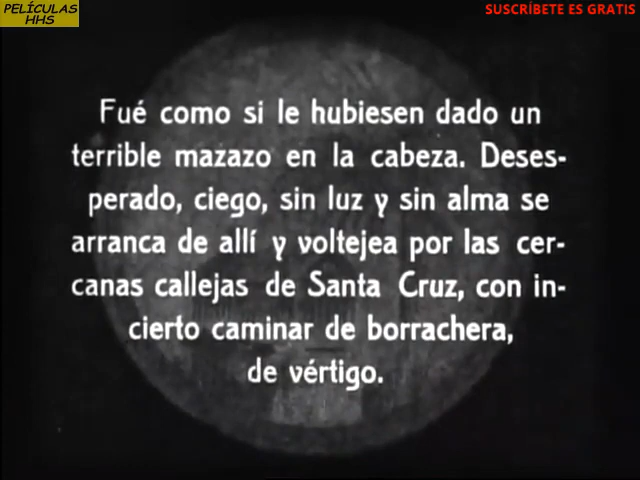 PELÍCULAS
HHS
SUSCRÍBETE ES GRATIS
Fué como si le hubiesen dado un
terrible mazazo en la cabeza. Deses-
perado, ciego, sin luz y sin alma se
arranca de allí y voltejea por las cer-
canas callejas de Santa Cruz, con in-
cierto caminar de borrachera,
de vértigo.